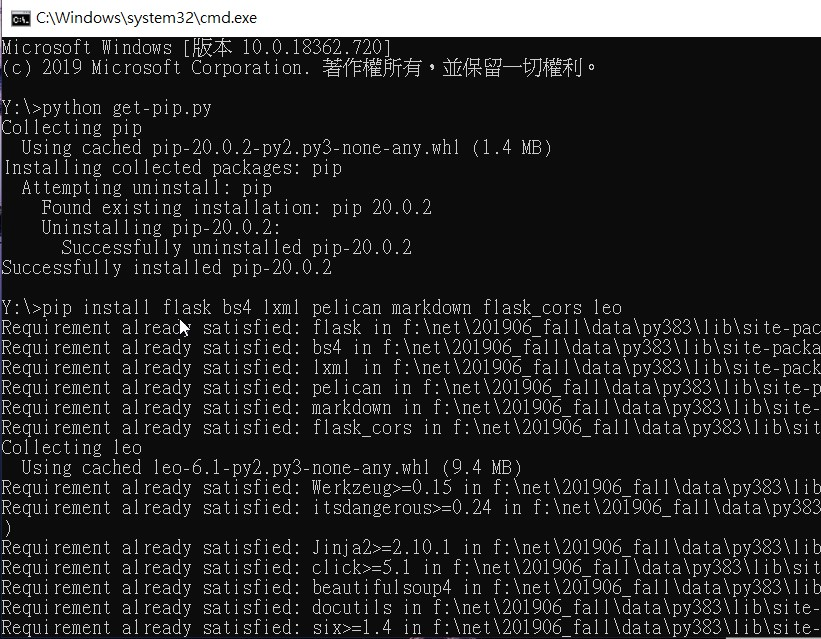 C:\Windows\system32\cmd.exe
Microsoft Windows [版本 10.0.18362.720]
(c) 2019 Microsoft Corporation. 著作權所有，並保留一切權利。
Y:\>python get-pip.py
Collecting pip
Using cached pip-20.0.2-py2.py3-none-any.whl (1.4 MB)
Installing collected packages: pip
Attempting uninstall: pip
Found existing installation: pip 20.0.2
Uninstalling pip-20.0.2:
Successfully uninstalled pip-20.0.2
Successfully installed pip-20.0.2
Y:\>pip install flask bs4 lxml pelican markdown flask_cors leo
Requirement already satisfied: flask in f:\net\201906_fall\data\py383\lib\site-pac
Requirement already satisfied: bs4 in f:\net\201906_fall\data\py383\lib\site-packa
Requirement already satisfied: lxml in f:\net\201906_fall\data\py383\lib\site-pack
Requirement already satisfied: pelican in f:\net\201906_fall\data\py383\lib\site-p
Requirement already satisfied: markdown in f:\net\201906_fall\data\py383\lib\site-
Requirement already satisfied: flask_cors in f:\net\201906_fall\data\py383\lib\sit
Collecting leo
Using cached leo-6.1-py2.py3-none-any.whl (9.4 MB)
Requirement already satisfied: Werkzeug>=0.15 in f:\net\201906_fall\data\py383\lib
Requirement already satisfied: itsdangerous>=0.24 in f:\net\201906_fall\data\py383
)
Requirement already satisfied: Jinja2>=2.10.1 in f:\net\201906_fall\data\py383\lib
Requirement already satisfied: click>=5.1 in f:\net\201906_fall\data\py383\lib\sit
Requirement already satisfied: beautifulsoup4 in f:\net\201906_fall\data\py383\lib
Requirement already satisfied: docutils in f:\net\201906_fall\data\py383\lib\site-
Requirement already satisfied: six>=1.4 in f:\net\201906_fall\data\py383\lib\site-